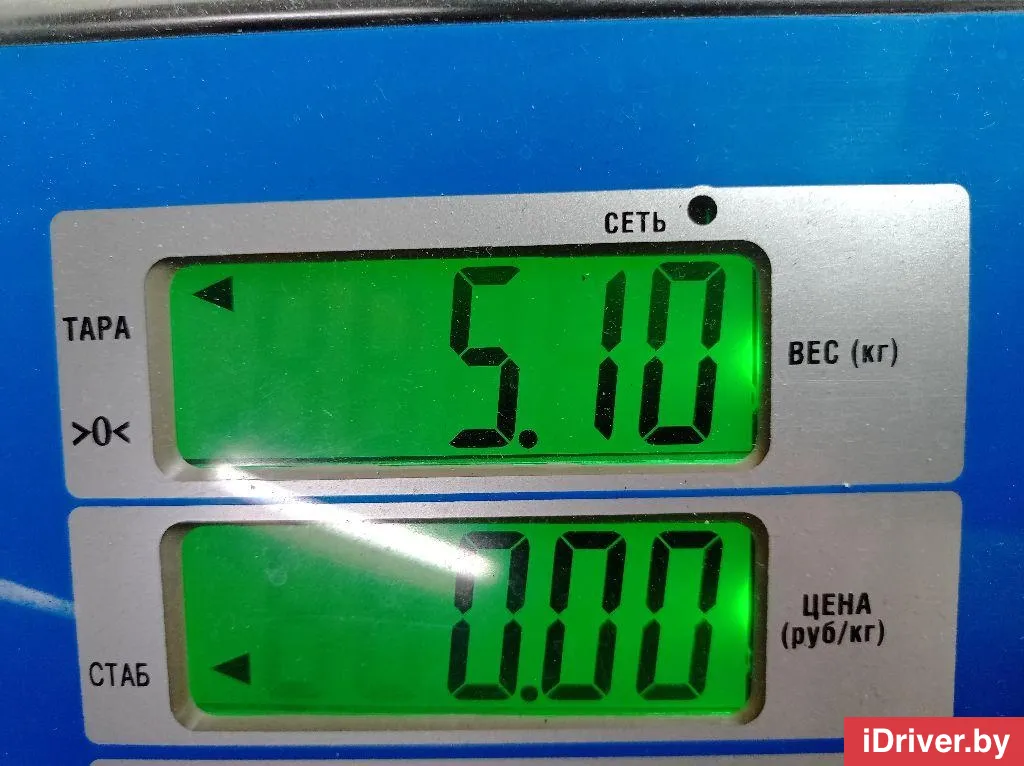 СЕТЬ
ТАРА
5.10
ВЕС (кг)
>0<
0.00
ЦЕНА
(руб/кг)
СТАБ
iDriver.by